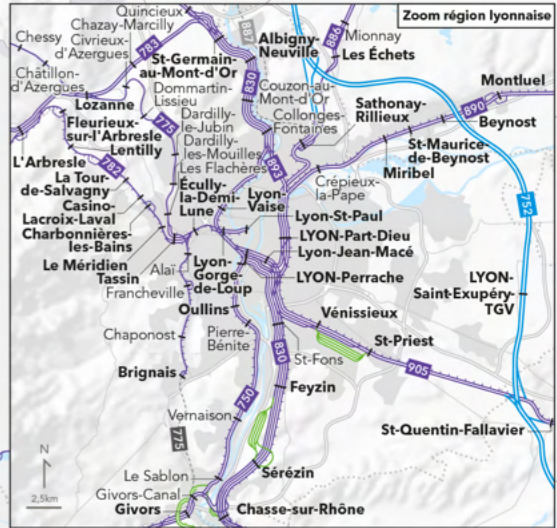 Zoom région lyonnaise
Quincieux
Chazay-Marcilly
Chessy
Civrieux-
d'Azergues
783
887
886
Albigny-
Neuville
Mionnay
Les Échets
St-Germain-
au-Mont-d'Or
830
Châtillon-
d'Azergues
Dommartin-
Lissieu
Couzon-au-
Mont-d'Or
Montluel
Lozanne
775
Dardilly-
le-Jubin
Collonges-
Fontaines
Sathonay-
Rillieux
890
Beynost
Fleurieux-
sur-l'Arbresle
Lentilly
Dardilly-
les-Mouilles
Les Flachères
893
St-Maurice-
de-Beynost
L'Arbresle
782
Miribel
La Tour-
de-Salvagny
Écully-
la-Demi-
Lune
Lyon-
Vaise
Crépieux-
la-Pape
752
Casino-
Lacroix-Laval
Lyon-St-Paul
Charbonnières-
les-Bains
LYON-Part-Dieu
Le Méridien
Lyon-Jean-Macé
Tassin
Alaï
Lyon-
Gorge-
de-Loup
LYON-Perrache
LYON-
Saint-Exupéry-
TGV
Francheville
Oullins
Vénissieux
Chaponost
Pierre-
Bénite
830
St-Fons
St-Priest
905
Brignais
750
Feyzin
Vernaison
775
St-Quentin-Fallavier
N
2,5km
Le Sablon
Sérézin
Givors-Canal
Givors
Chasse-sur-Rhône